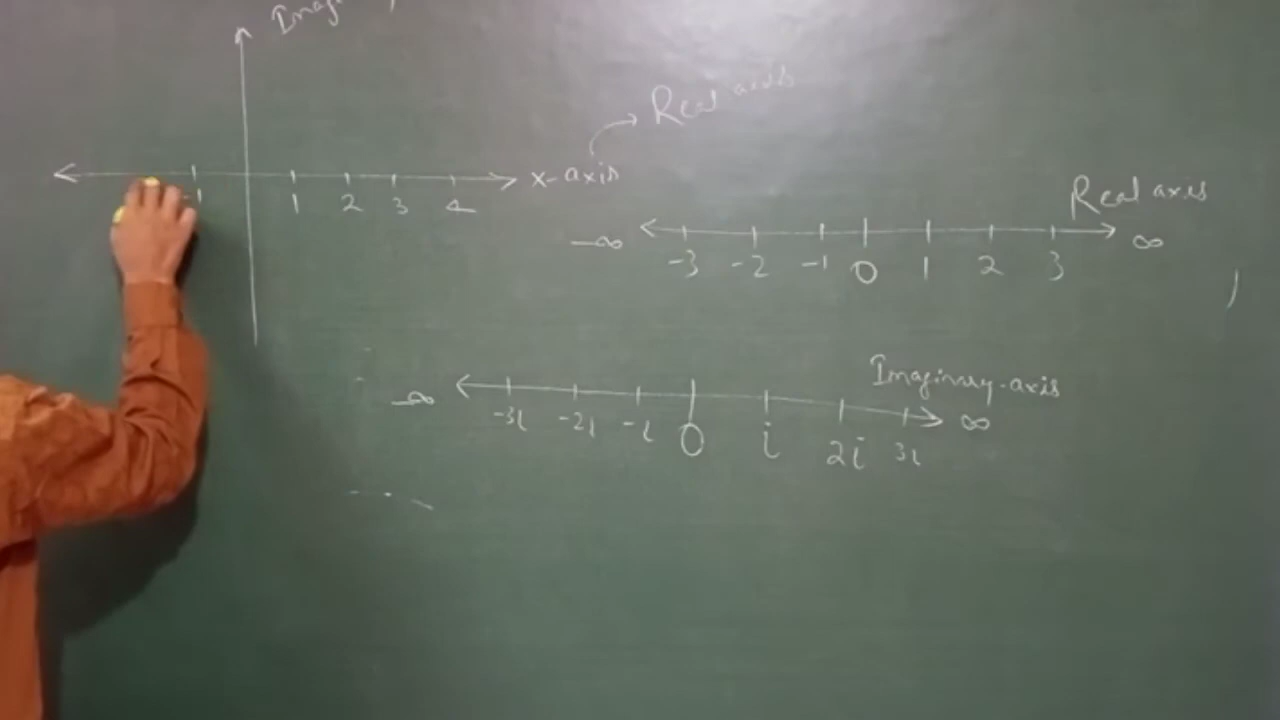 Real axis
x-axis
-1 1 2 3 4
Real axis
-∞ ∞
-3 -2 -1 0 1 2 3
Imaginary-axis
-∞ ∞
-3i -2i -i 0 i 2i 3i